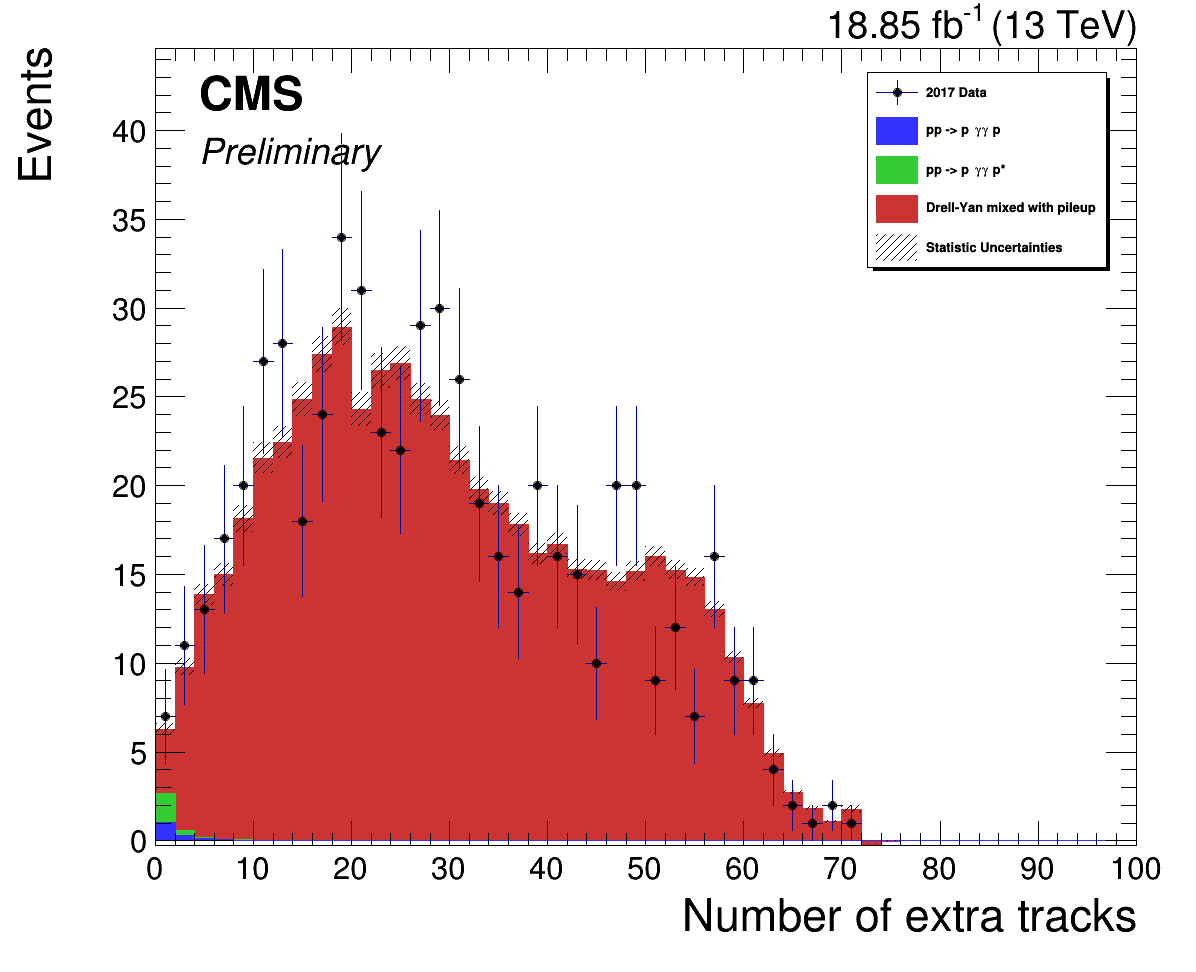 18.85 fb⁻¹ (13 TeV)
Events
CMS
Preliminary
2017 Data
pp -> p γγ p
pp -> p γγ p*
Drell-Yan mixed with pileup
Statistic Uncertainties
40
35
30
25
20
15
10
5
0
0 10 20 30 40 50 60 70 80 90 100
Number of extra tracks